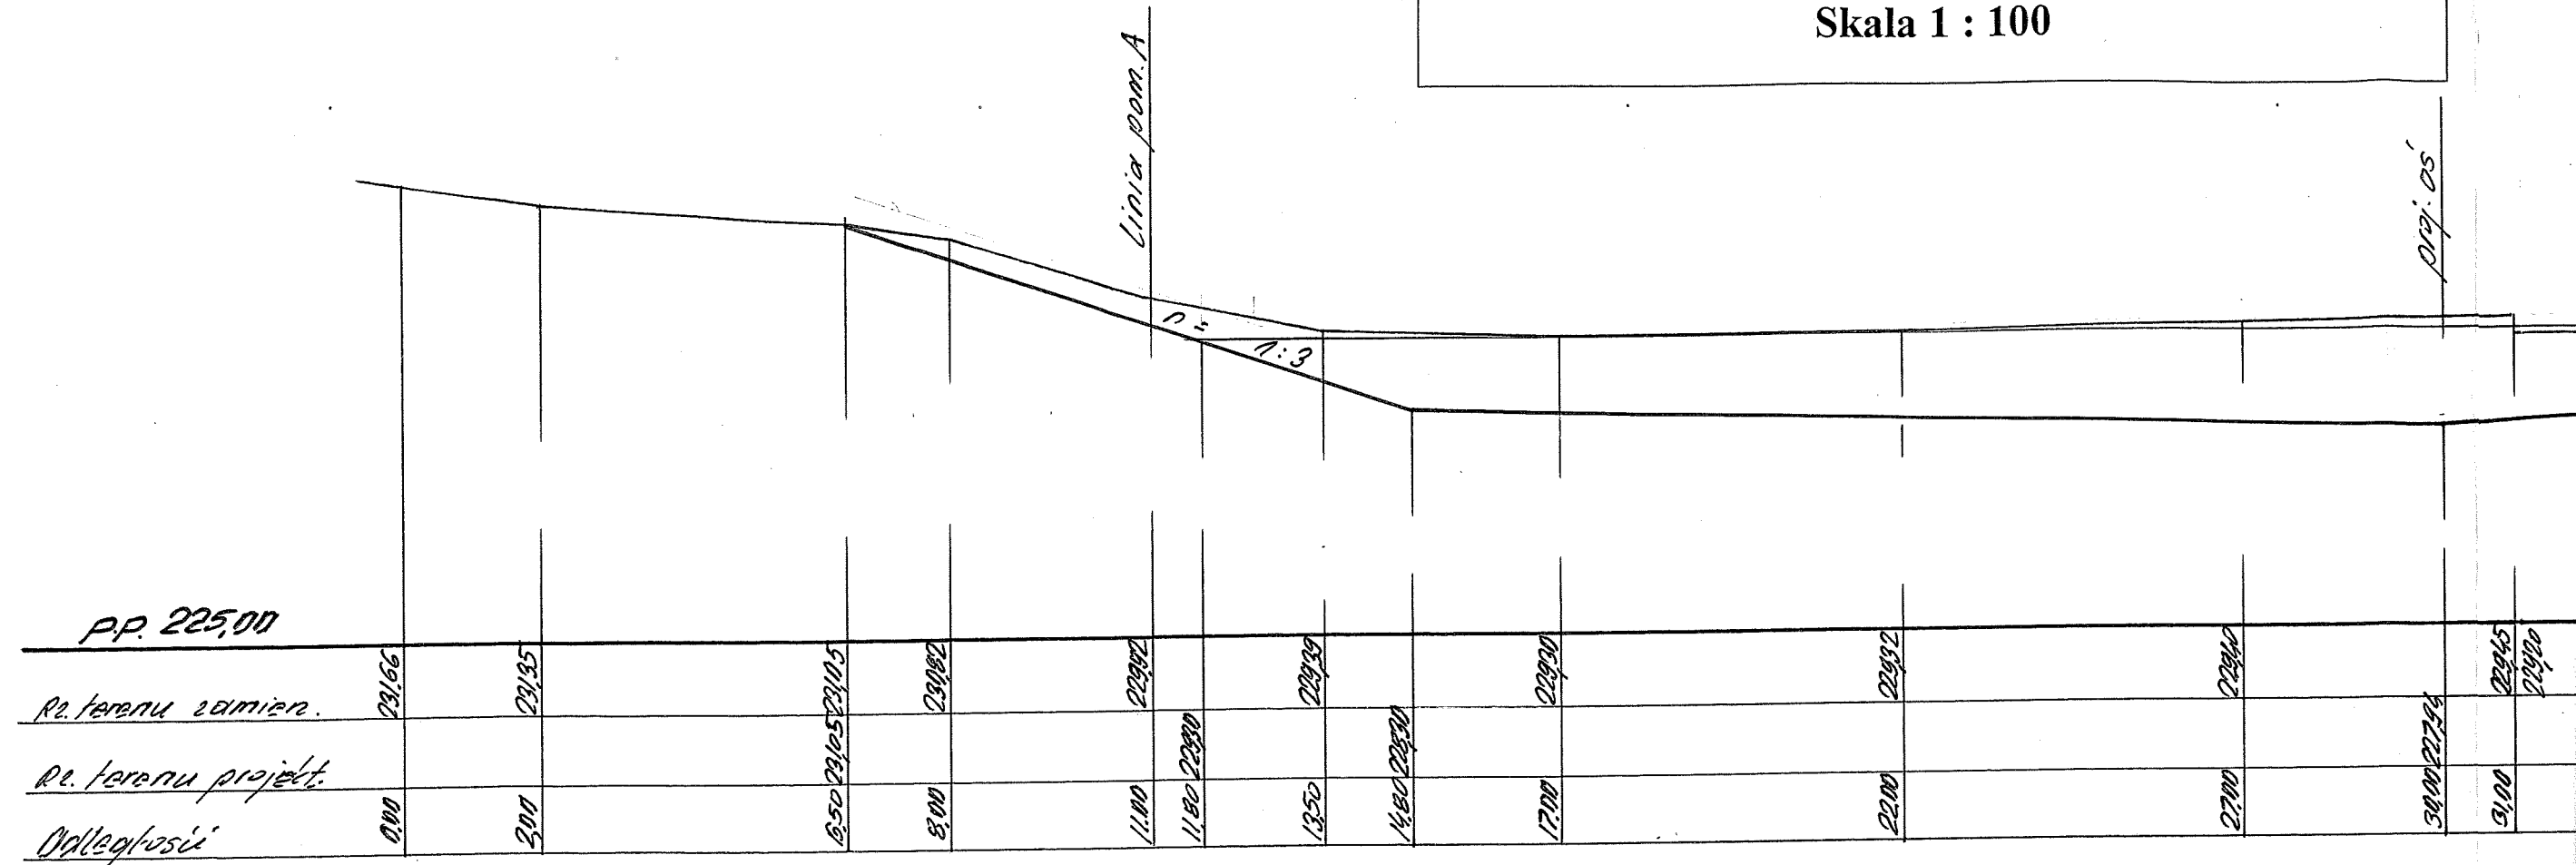 Skala 1 : 100
Linia pom. A
proj. oś
n =
1:3
P.P. 225,00
Rz. terenu zamien. 231,66 231,35 231,05 230,82 229,92 229,39 229,30 229,32 229,40 229,45 229,20
Rz. terenu projekt. 231,05 229,30 228,30 227,94
Odległości 0,00 2,00 6,50 8,00 11.00 11.80 13,50 14,80 17.00 22.00 27.00 30,00 31,00